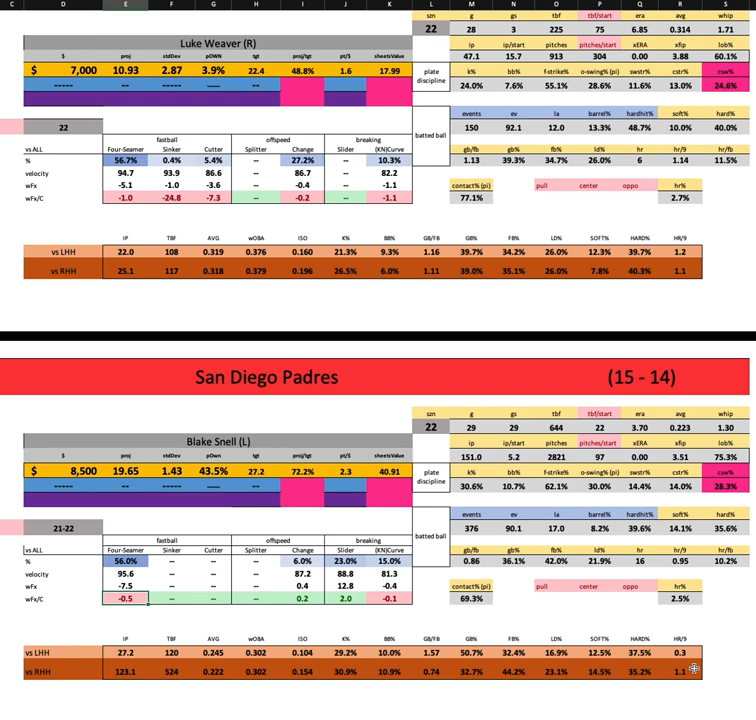 C D E F G H I J K L M N O P Q R S
szn g gs tbf tbf/start era avg whip
22 28 3 225 75 6.85 0.314 1.71
Luke Weaver (R)
ip ip/start pitches pitches/start xERA xfip lob%
47.1 15.7 913 304 0.00 3.88 60.1%
$ proj stdDev pOWN tgt proj/tgt pt/$ sheetsValue
$ 7,000 10.93 2.87 3.9% 22.4 48.8% 1.6 17.99
plate discipline k% bb% f-strike% o-swing% (pi) swstr% cstr% csw%
----- -- ----- ---- --
24.0% 7.6% 55.1% 28.6% 11.6% 13.0% 24.6%
events ev la barrel% hardhit% soft% hard%
22
150 92.1 12.0 13.3% 48.7% 10.0% 40.0%
batted ball
fastball offspeed breaking
vs ALL Four-Seamer Sinker Cutter Splitter Change Slider (KN)Curve
gb/fb gb% fb% ld% hr hr/9 hr/fb
% 56.7% 0.4% 5.4% -- 27.2% -- 10.3%
1.13 39.3% 34.7% 26.0% 6 1.14 11.5%
velocity 94.7 93.9 86.6 -- 86.7 -- 82.2
wFx -5.1 -1.0 -3.6 -- -0.4 -- -1.1
contact% (pi) pull center oppo hr%
wFx/C -1.0 -24.8 -7.3 -- -0.2 -- -1.1
77.1% 2.7%
IP TBF AVG wOBA ISO K% BB% GB/FB GB% FB% LD% SOFT% HARD% HR/9
vs LHH 22.0 108 0.319 0.376 0.160 21.3% 9.3% 1.16 39.7% 34.2% 26.0% 12.3% 39.7% 1.2
vs RHH 25.1 117 0.318 0.379 0.196 26.5% 6.0% 1.11 39.0% 35.1% 26.0% 7.8% 40.3% 1.1
San Diego Padres (15 - 14)
szn g gs tbf tbf/start era avg whip
22 29 29 644 22 3.70 0.223 1.30
Blake Snell (L)
ip ip/start pitches pitches/start xERA xfip lob%
151.0 5.2 2821 97 0.00 3.51 75.3%
$ proj stdDev pOwn tgt proj/tgt pt/$ sheetsValue
$ 8,500 19.65 1.43 43.5% 27.2 72.2% 2.3 40.91
plate discipline k% bb% f-strike% o-swing% (pi) swstr% cstr% csw%
----- -- ----- ---- --
30.6% 10.7% 62.1% 30.0% 14.4% 14.0% 28.3%
events ev la barrel% hardhit% soft% hard%
21-22
376 90.1 17.0 8.2% 39.6% 14.1% 35.6%
batted ball
fastball offspeed breaking
vs ALL Four-Seamer Sinker Cutter Splitter Change Slider (KN)Curve
gb/fb gb% fb% ld% hr hr/9 hr/fb
% 56.0% -- -- -- 6.0% 23.0% 15.0%
0.86 36.1% 42.0% 21.9% 16 0.95 10.2%
velocity 95.6 -- -- -- 87.2 88.8 81.3
wFx -7.5 -- -- -- 0.4 12.8 -0.4
contact% (pi) pull center oppo hr%
wFx/C -0.5 -- -- -- 0.2 2.0 -0.1
69.3% 2.5%
IP TBF AVG wOBA ISO K% BB% GB/FB GB% FB% LD% SOFT% HARD% HR/9
vs LHH 27.2 120 0.245 0.302 0.104 29.2% 10.0% 1.57 50.7% 32.4% 16.9% 12.5% 37.5% 0.3
vs RHH 123.1 524 0.222 0.302 0.154 30.9% 10.9% 0.74 32.7% 44.2% 23.1% 14.5% 35.2% 1.1